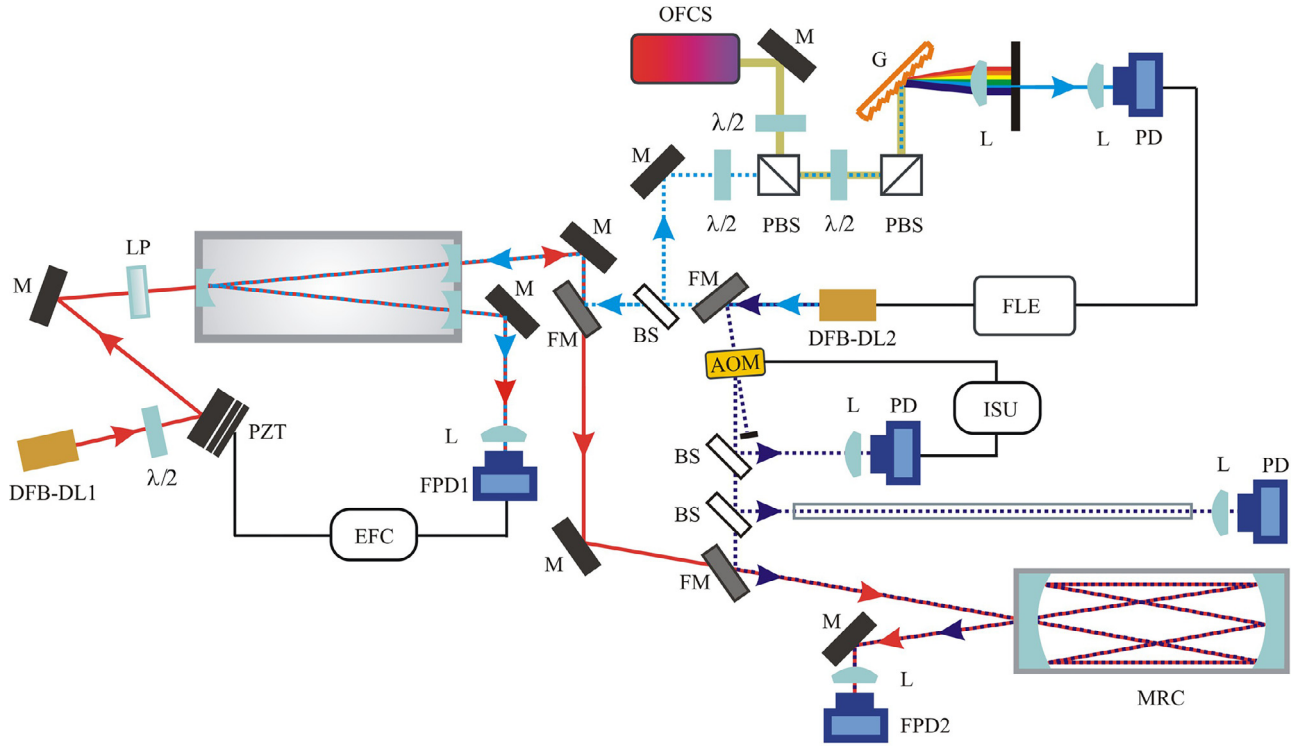 OFCS
M
G
λ/2
L
L
PD
M
λ/2
PBS
λ/2
PBS
LP
M
M
M
FM
BS
FM
DFB-DL2
FLE
AOM
ISU
L
PD
PZT
L
BS
L
PD
DFB-DL1
λ/2
FPD1
BS
EFC
M
FM
M
L
MRC
FPD2